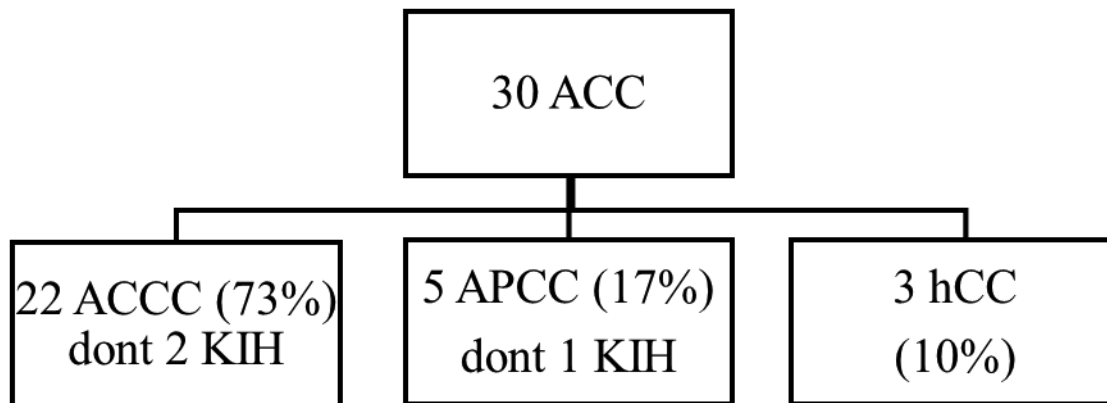 30 ACC
22 ACCC (73%)
dont 2 KIH
5 APCC (17%)
dont 1 KIH
3 hCC
(10%)